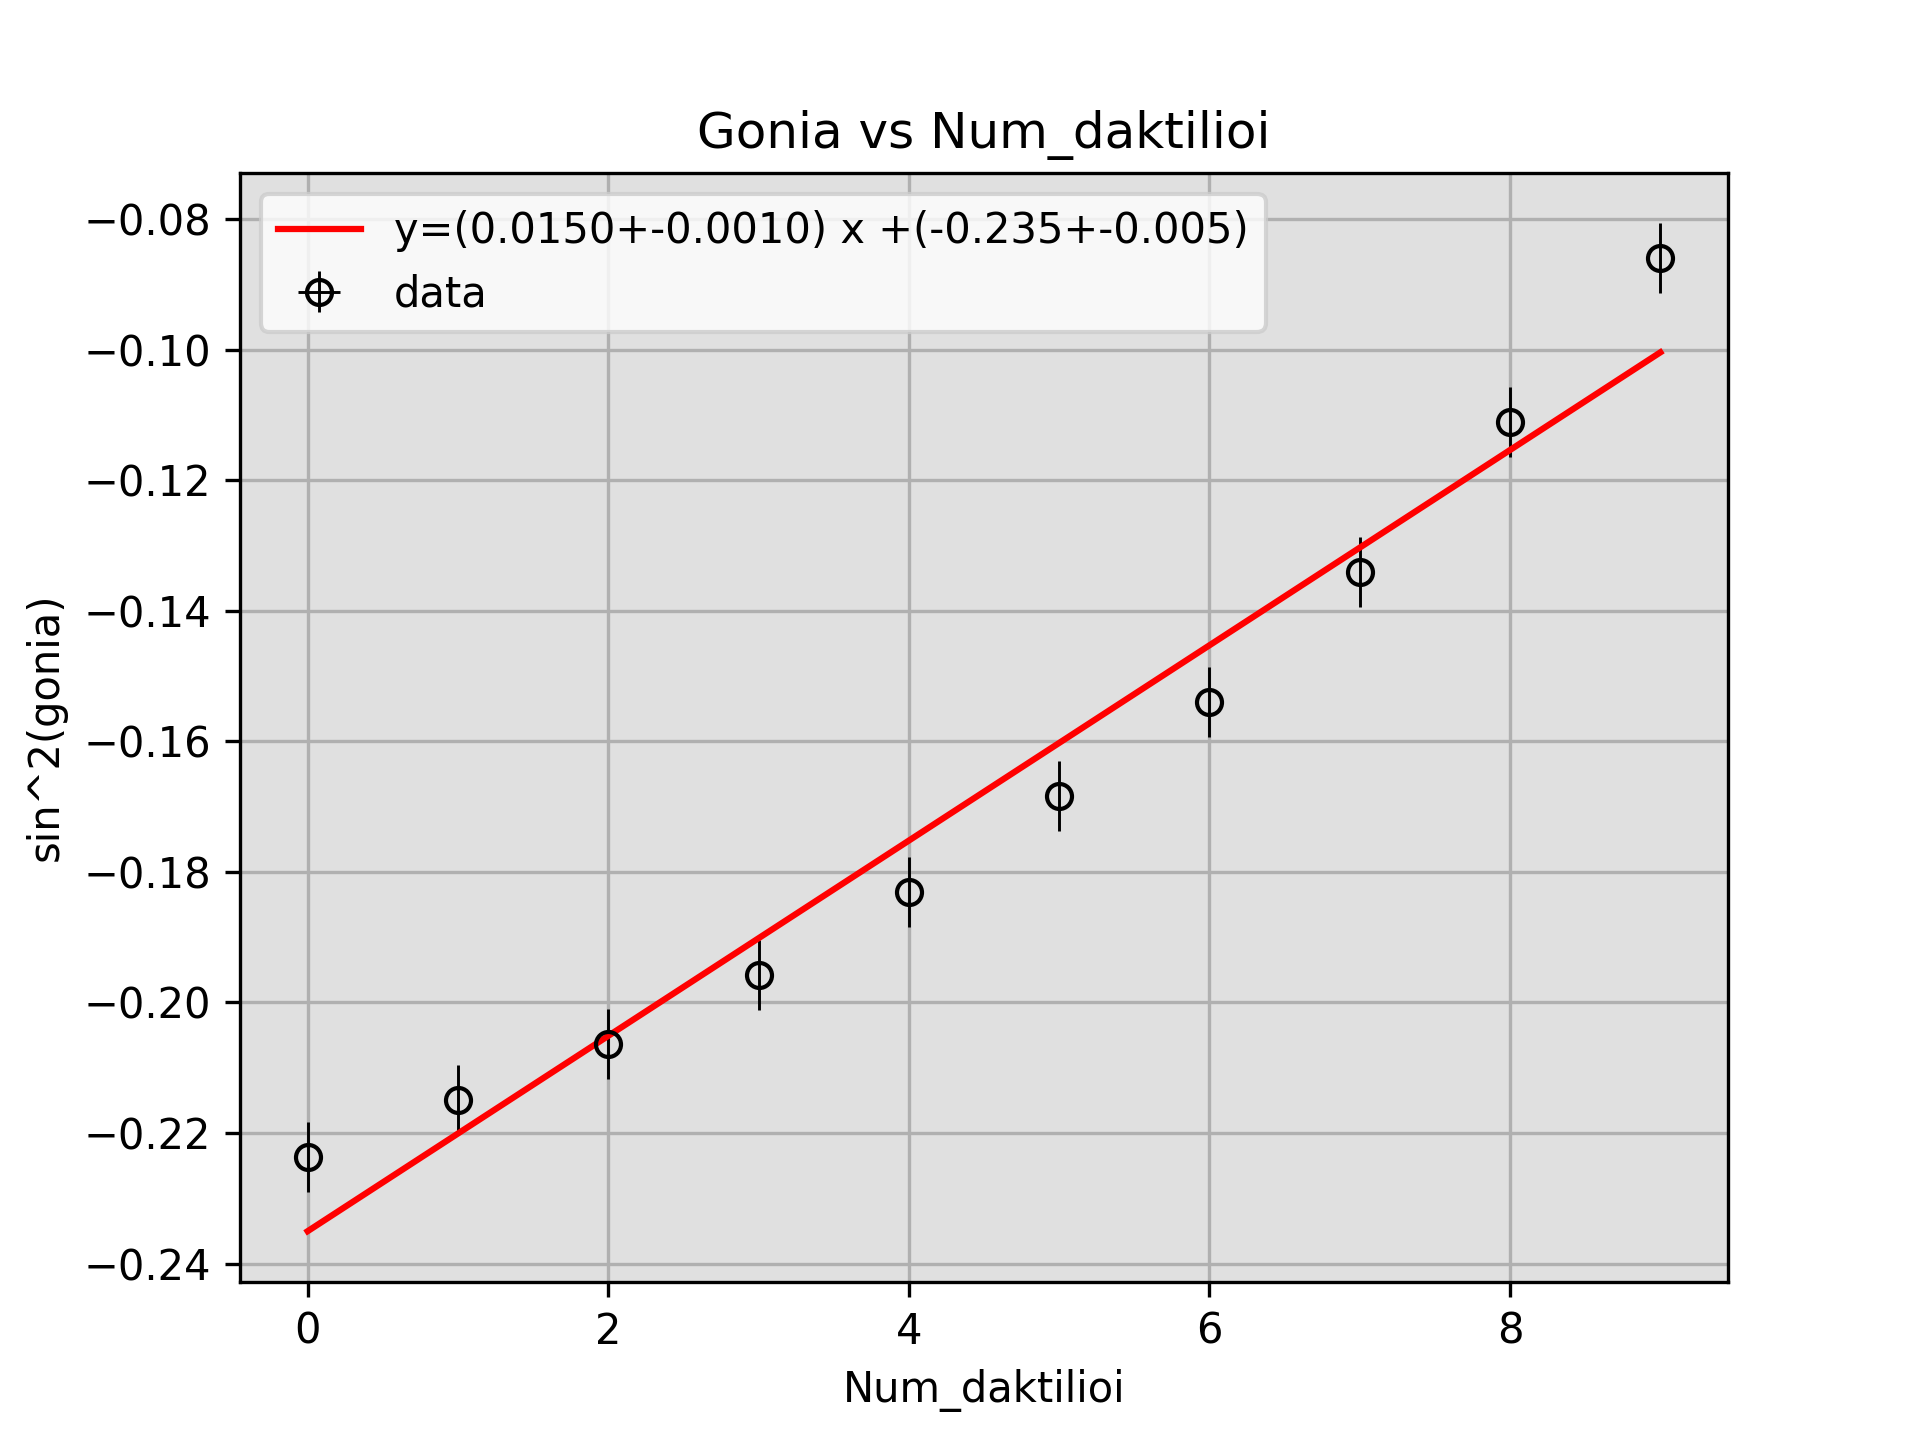 Gonia vs Num_daktilioi
y=(0.0150+-0.0010) x +(-0.235+-0.005)
data
−0.08
−0.10
−0.12
−0.14
−0.16
−0.18
−0.20
−0.22
−0.24
sin^2(gonia)
0 2 4 6 8
Num_daktilioi